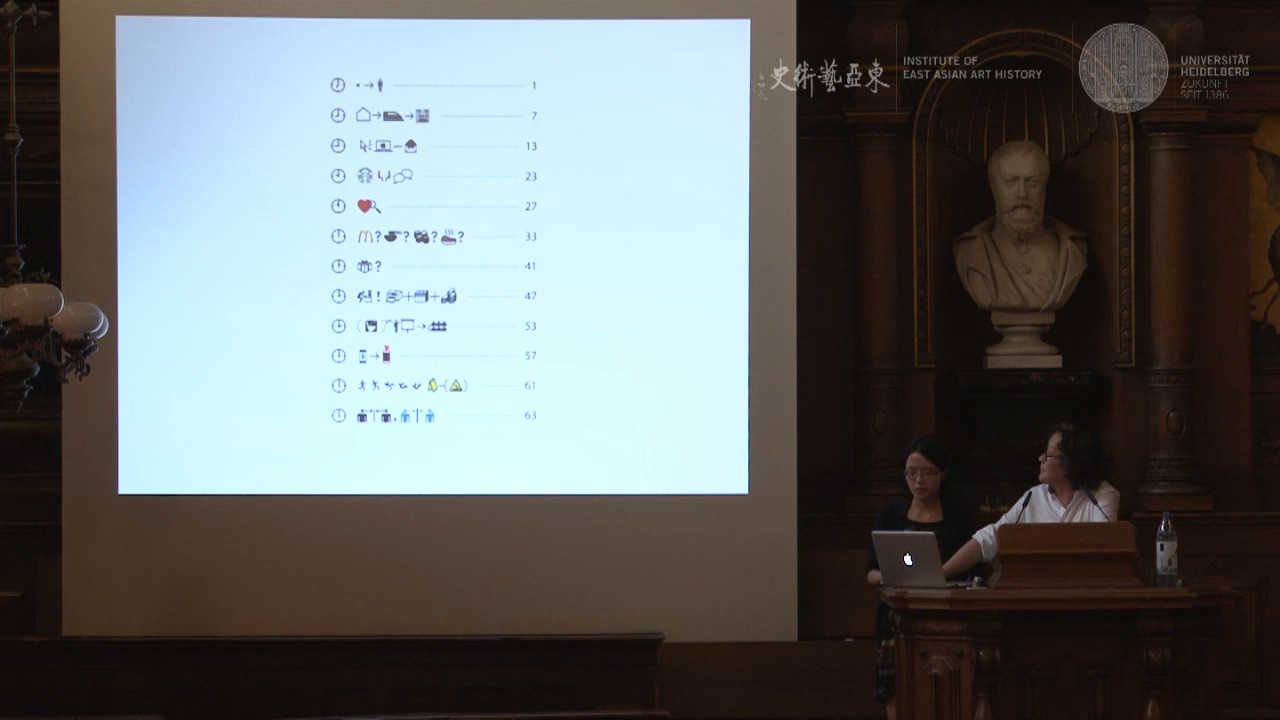 1
7
13
23
27
? ? ? ? 33
? 41
! + + 47
53
57
61
63
東亞藝術史
INSTITUTE OF
EAST ASIAN ART HISTORY
UNIVERSITÄT
HEIDELBERG
ZUKUNFT
SEIT 1386